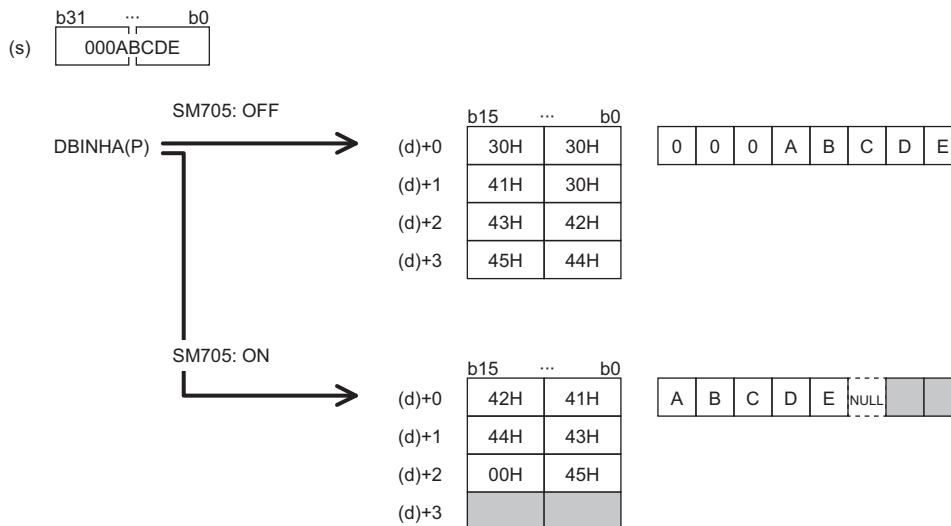 b31 ... b0
(s) 000ABCDE
SM705: OFF
DBINHA(P)
b15 ... b0
(d)+0 30H 30H 0 0 0 A B C D E
(d)+1 41H 30H
(d)+2 43H 42H
(d)+3 45H 44H
SM705: ON
b15 ... b0
(d)+0 42H 41H A B C D E NULL
(d)+1 44H 43H
(d)+2 00H 45H
(d)+3